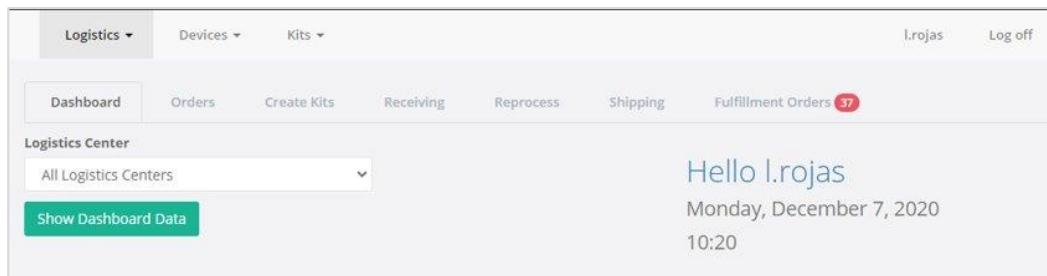 Logistics Devices Kits l.rojas Log off
Dashboard Orders Create Kits Receiving Reprocess Shipping Fulfillment Orders 37
Logistics Center
All Logistics Centers
Show Dashboard Data
Hello l.rojas
Monday, December 7, 2020
10:20